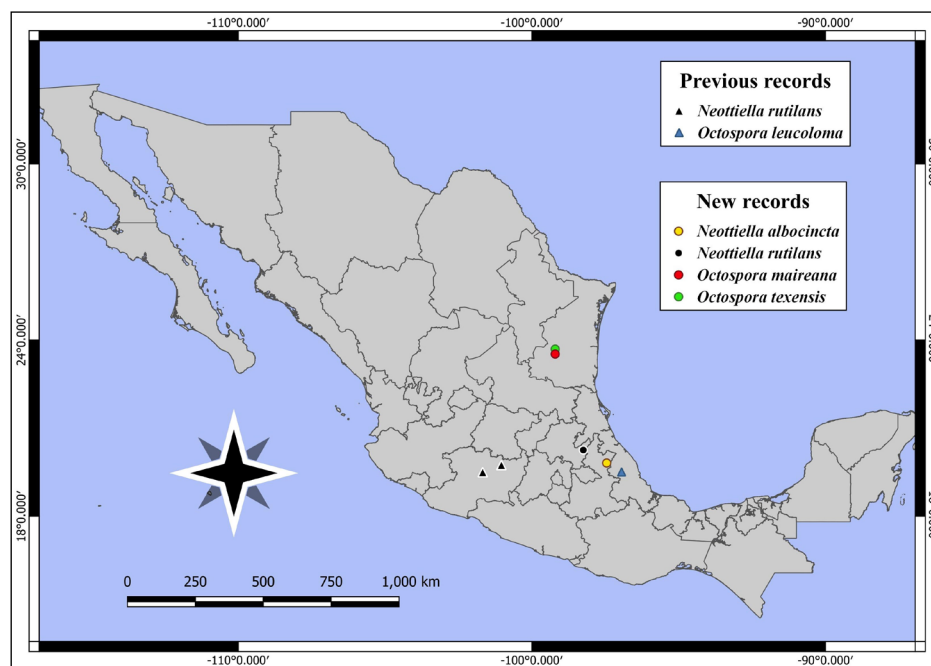 -110°0.000′ -100°0.000′ -90°0.000′
Previous records
Neottiella rutilans
Octospora leucoloma
30°0.000′
New records
Neottiella albocincta
Neottiella rutilans
Octospora maireana
Octospora texensis
24°0.000′
18°0.000′
0 250 500 750 1,000 km
-110°0.000′ -100°0.000′ -90°0.000′